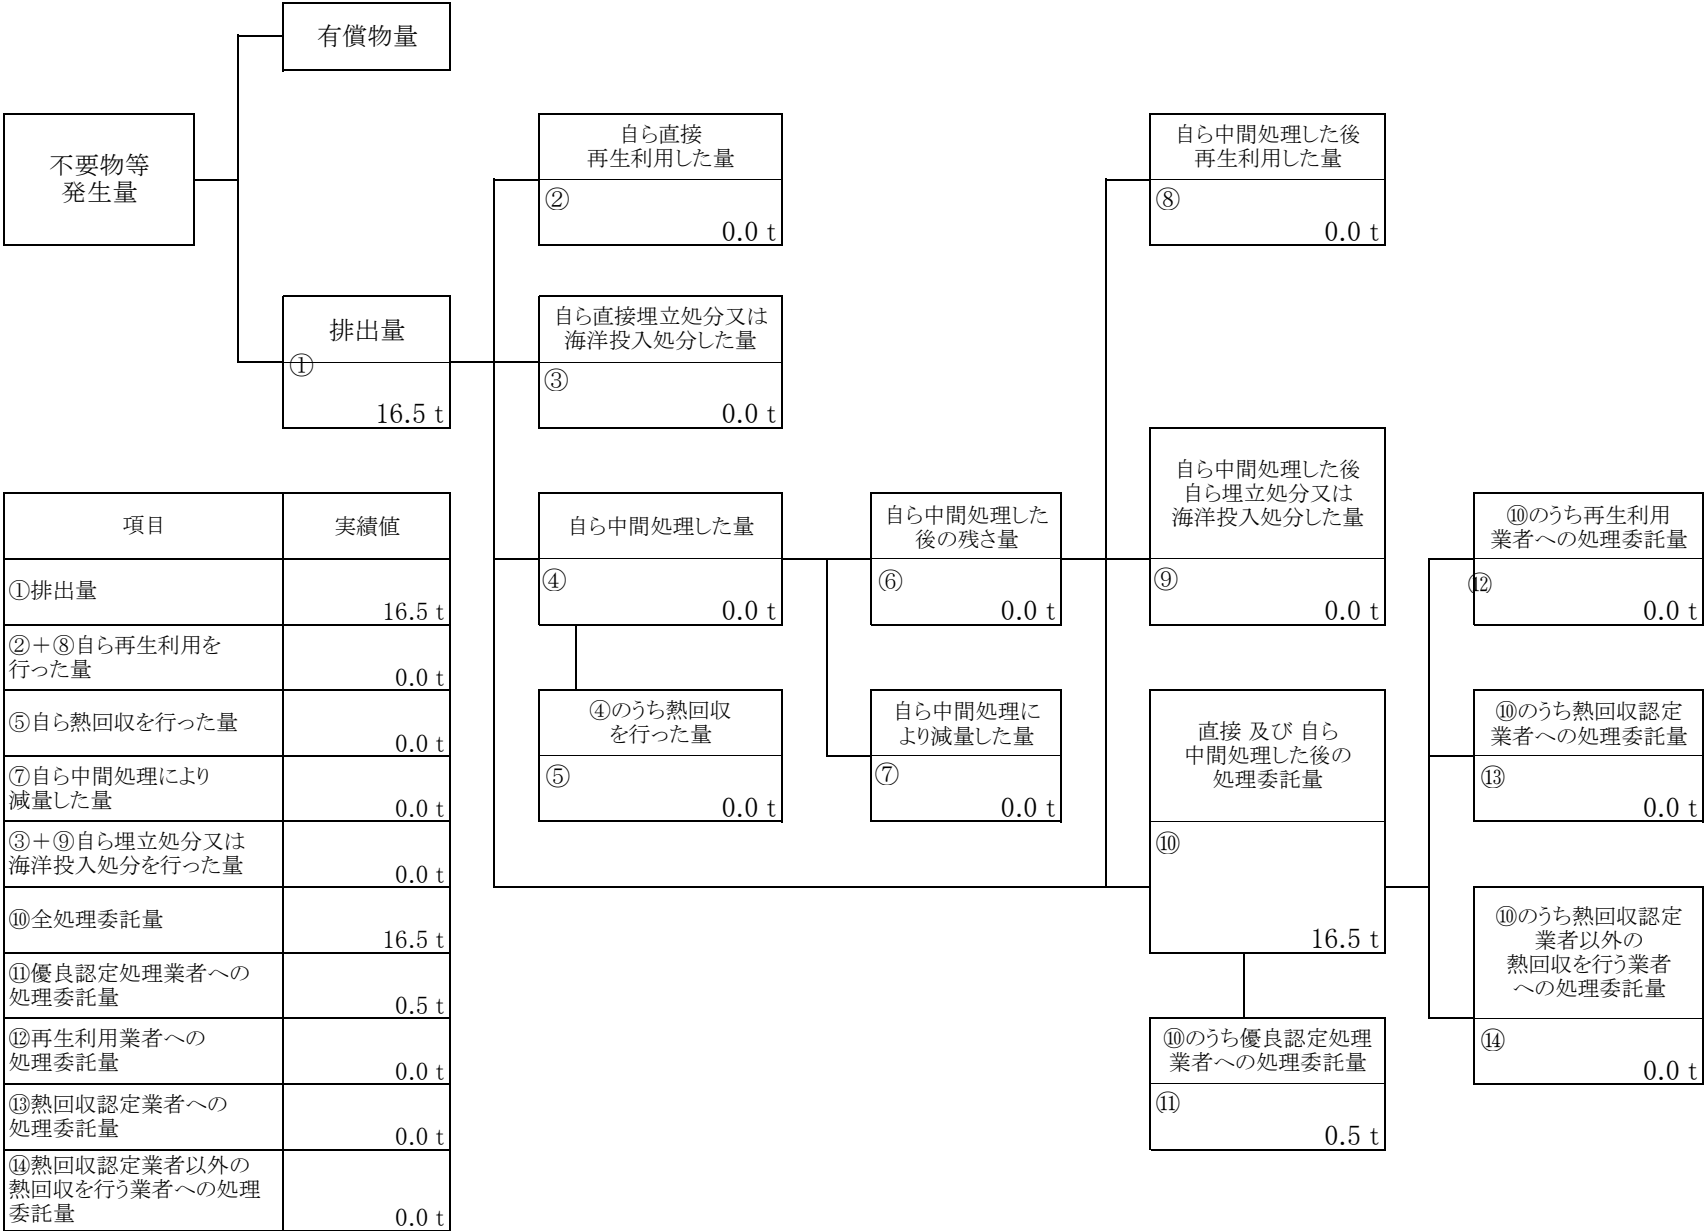 有償物量
不要物等
発生量
自ら直接
再生利用した量
②
0.0 t
自ら中間処理した後
再生利用した量
⑧
0.0 t
排出量
①
16.5 t
自ら直接埋立処分又は
海洋投入処分した量
③
0.0 t
自ら中間処理した量
④
0.0 t
自ら中間処理した
後の残さ量
⑥
0.0 t
自ら中間処理した後
自ら埋立処分又は
海洋投入処分した量
⑨
0.0 t
⑩のうち再生利用
業者への処理委託量
⑫
0.0 t
④のうち熱回収
を行った量
⑤
0.0 t
自ら中間処理に
より減量した量
⑦
0.0 t
直接 及び 自ら
中間処理した後の
処理委託量
⑩
16.5 t
⑩のうち熱回収認定
業者への処理委託量
⑬
0.0 t
⑩のうち熱回収認定
業者以外の
熱回収を行う業者
への処理委託量
⑭
0.0 t
⑩のうち優良認定処理
業者への処理委託量
⑪
0.5 t
項目
実績値
①排出量
16.5 t
②+⑧自ら再生利用を
行った量
0.0 t
⑤自ら熱回収を行った量
0.0 t
⑦自ら中間処理により
減量した量
0.0 t
③+⑨自ら埋立処分又は
海洋投入処分を行った量
0.0 t
⑩全処理委託量
16.5 t
⑪優良認定処理業者への
処理委託量
0.5 t
⑫再生利用業者への
処理委託量
0.0 t
⑬熱回収認定業者への
処理委託量
0.0 t
⑭熱回収認定業者以外の
熱回収を行う業者への処理
委託量
0.0 t